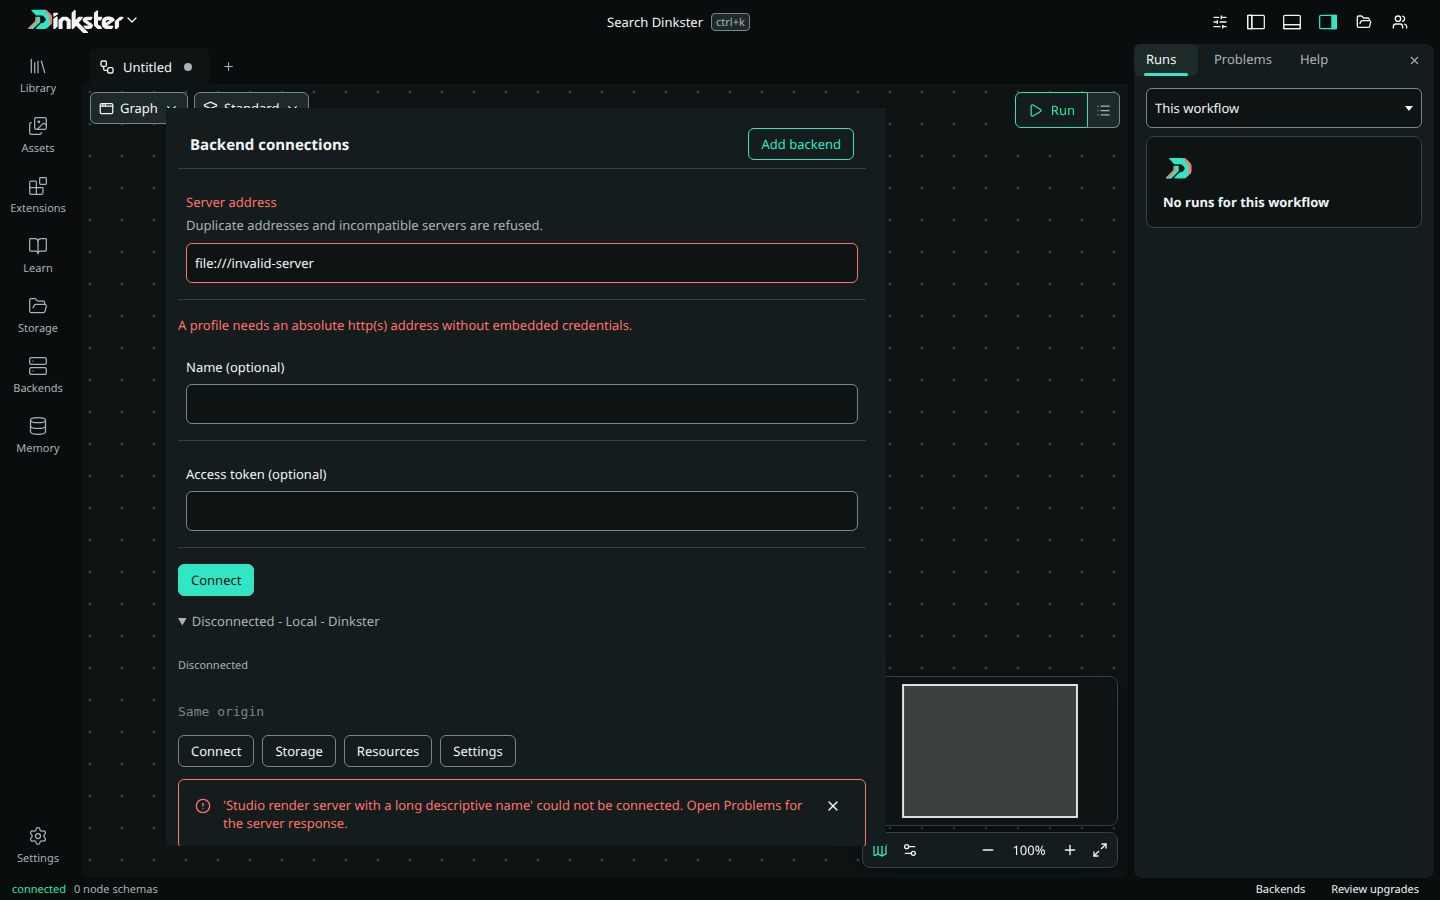 Dinkster
Search Dinkster ctrl+k
Library
Assets
Extensions
Learn
Storage
Backends
Memory
Settings
Untitled
Graph
Standard
Run
Backend connections
Add backend
Server address
Duplicate addresses and incompatible servers are refused.
file:///invalid-server
A profile needs an absolute http(s) address without embedded credentials.
Name (optional)
Access token (optional)
Connect
Disconnected - Local - Dinkster
Disconnected
Same origin
Connect Storage Resources Settings
'Studio render server with a long descriptive name' could not be connected. Open Problems for
the server response.
100%
Runs Problems Help
This workflow
No runs for this workflow
connected 0 node schemas
Backends Review upgrades